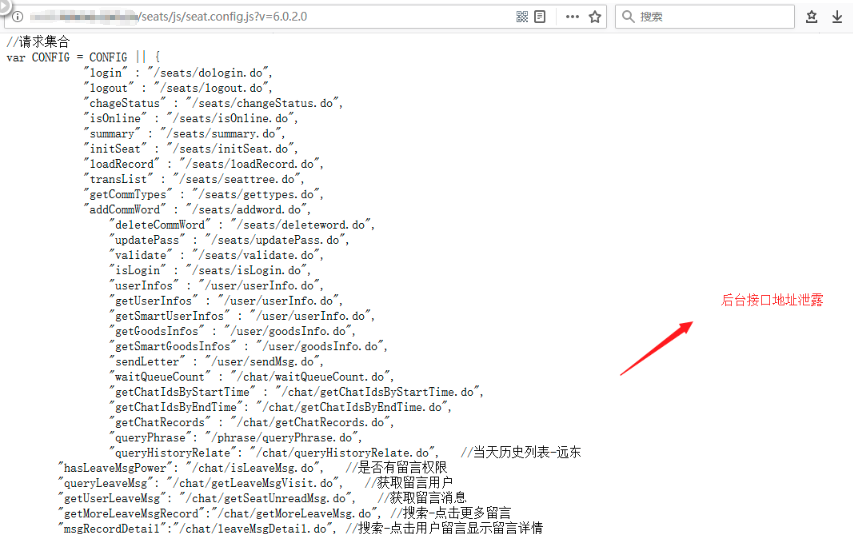 /seats/js/seat.config.js?v=6.0.2.0
搜索
//请求集合
var CONFIG = CONFIG || {
"login" : "/seats/dologin.do",
"logout" : "/seats/logout.do",
"chageStatus" : "/seats/changeStatus.do",
"isOnline" : "/seats/isOnline.do",
"summary" : "/seats/summary.do",
"initSeat" : "/seats/initSeat.do",
"loadRecord" : "/seats/loadRecord.do",
"transList" : "/seats/seattree.do",
"getCommTypes" : "/seats/gettypes.do",
"addCommWord" : "/seats/addword.do",
"deleteCommWord" : "/seats/deleteword.do",
"updatePass" : "/seats/updatePass.do",
"validate" : "/seats/validate.do",
"isLogin" : "/seats/isLogin.do",
"userInfos" : "/user/userInfo.do",
"getUserInfos" : "/user/userInfo.do",
"getSmartUserInfos" : "/user/userInfo.do",
"getGoodsInfos" : "/user/goodsInfo.do",
"getSmartGoodsInfos" : "/user/goodsInfo.do",
"sendLetter" : "/user/sendMsg.do",
"waitQueueCount" : "/chat/waitQueueCount.do",
"getChatIdsByStartTime" : "/chat/getChatIdsByStartTime.do",
"getChatIdsByEndTime": "/chat/getChatIdsByEndTime.do",
"getChatRecords" : "/chat/getChatRecords.do",
"queryPhrase" : "/phrase/queryPhrase.do",
"queryHistoryRelate" : "/chat/queryHistoryRelate.do", //当天历史列表-远东
"hasLeaveMsgPower": "/chat/isLeaveMsg.do", //是否有留言权限
"queryLeaveMsg" : "/chat/getLeaveMsgVisit.do", //获取留言用户
"getUserLeaveMsg" : "/chat/getSeatUnreadMsg.do", //获取留言消息
"getMoreLeaveMsgRecord":"/chat/getMoreLeaveMsg.do", //搜索-点击更多留言
"msgRecordDetail":"/chat/leaveMsgDetail.do", //搜索-点击用户留言显示留言详情
后台接口地址泄露